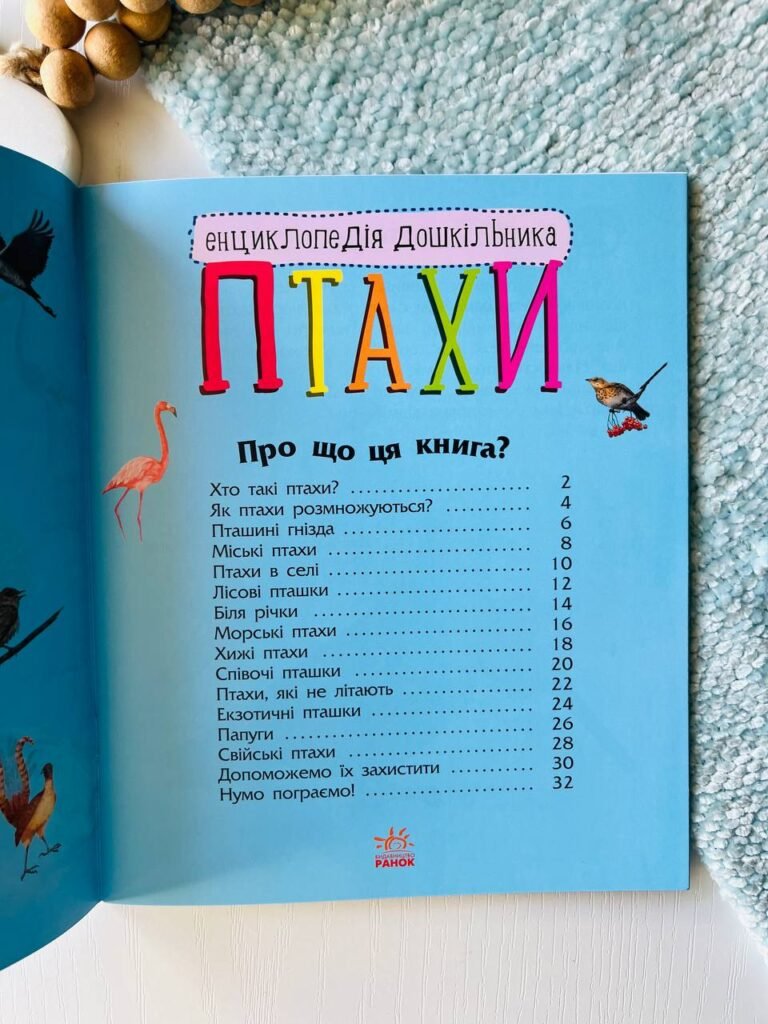 енциклопедія дошкільника
ПТАХИ
Про що ця книга?
Хто такі птахи? ........................ 2
Як птахи розмножуються? ........... 4
Пташині гнізда ........................ 6
Міські птахи ........................ 8
Птахи в селі ........................ 10
Лісові пташки ........................ 12
Біля річки ........................ 14
Морські птахи ........................ 16
Хижі птахи ........................ 18
Співочі пташки ........................ 20
Птахи, які не літають ................ 22
Екзотичні пташки .................... 24
Папуги ........................ 26
Свійські птахи ........................ 28
Допоможемо їх захистити .......... 30
Нумо пограємо! ...................... 32
ВИДАВНИЦТВО
РАНОК